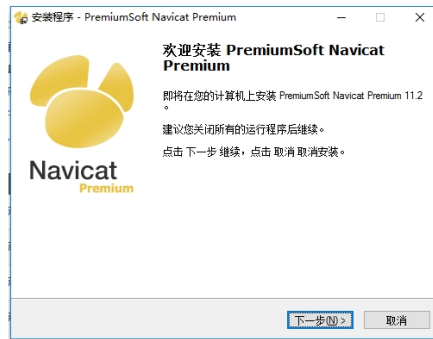 安装程序 - PremiumSoft Navicat Premium
欢迎安装 PremiumSoft Navicat
Premium
即将在您的计算机上安装 PremiumSoft Navicat Premium 11.2
。
建议您关闭所有的运行程序后继续。
点击 下一步 继续，点击 取消 取消安装。
Navicat
Premium
下一步(N) >
取消